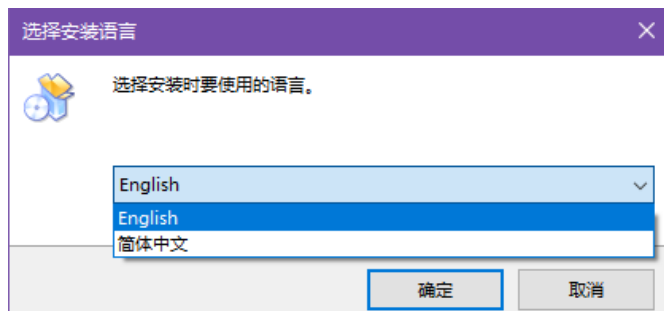 选择安装语言
选择安装时要使用的语言。
English
English
简体中文
确定
取消